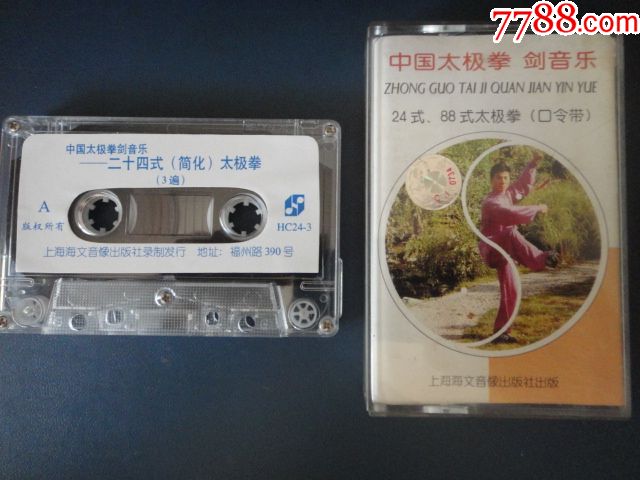 7788.com
中国太极拳剑音乐
——二十四式（简化）太极拳
（3遍）
A
版权所有
HC24-3
上海海文音像出版社录制发行 地址：福州路390号
中国太极拳 剑音乐
ZHONG GUO TAI JI QUAN JIAN YIN YUE
24式、88式太极拳（口令带）
上海海文音像出版社出版